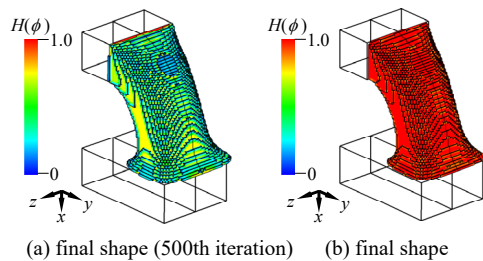 H(ϕ) 1.0
0
z x y
(a) final shape (500th iteration)
H(ϕ) 1.0
0
z x y
(b) final shape